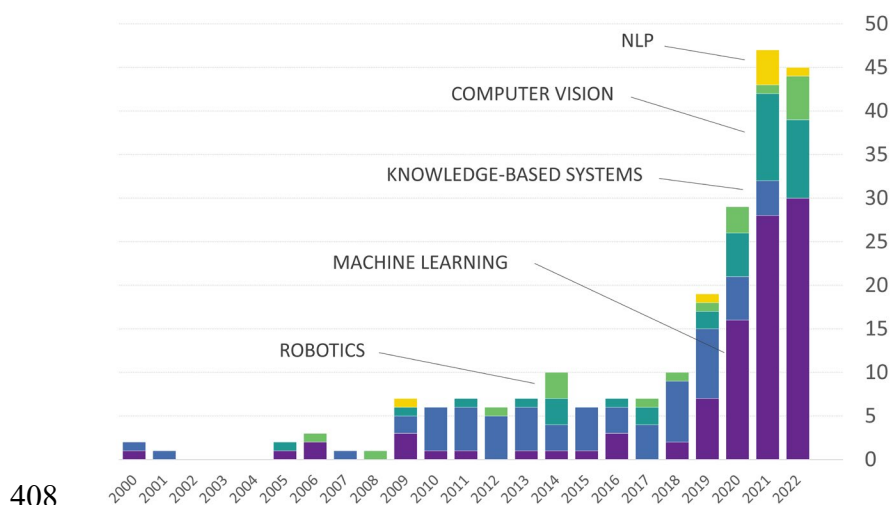 50
NLP
45
COMPUTER VISION
40
35
KNOWLEDGE-BASED SYSTEMS
30
25
MACHINE LEARNING
20
15
ROBOTICS
10
5
0
408
2000 2001 2002 2003 2004 2005 2006 2007 2008 2009 2010 2011 2012 2013 2014 2015 2016 2017 2018 2019 2020 2021 2022